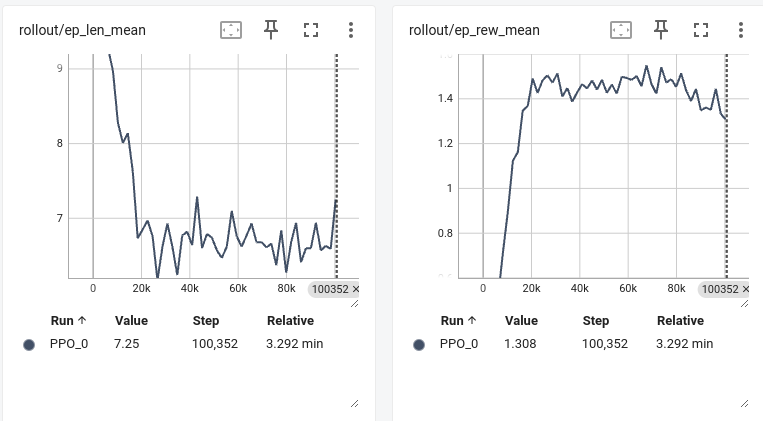 rollout/ep_len_mean
9
8
7
0 20k 40k 60k 80k 100352 ×
Run ↑ Value Step Relative
PPO_0 7.25 100,352 3.292 min
rollout/ep_rew_mean
1.4
1.2
1
0.8
0 20k 40k 60k 80k 100352 ×
Run ↑ Value Step Relative
PPO_0 1.308 100,352 3.292 min